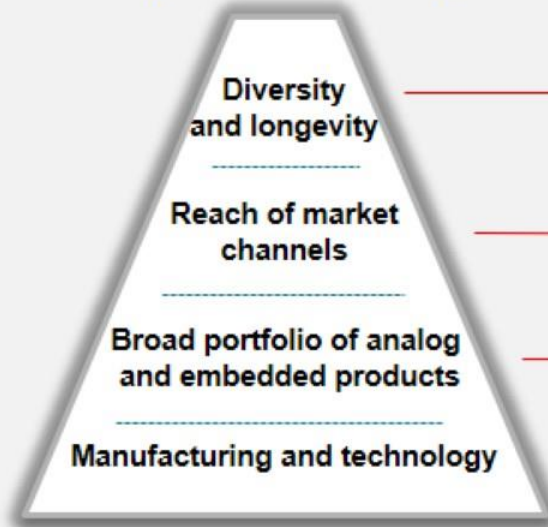 Diversity
and longevity
Reach of market
channels
Broad portfolio of analog
and embedded products
Manufacturing and technology